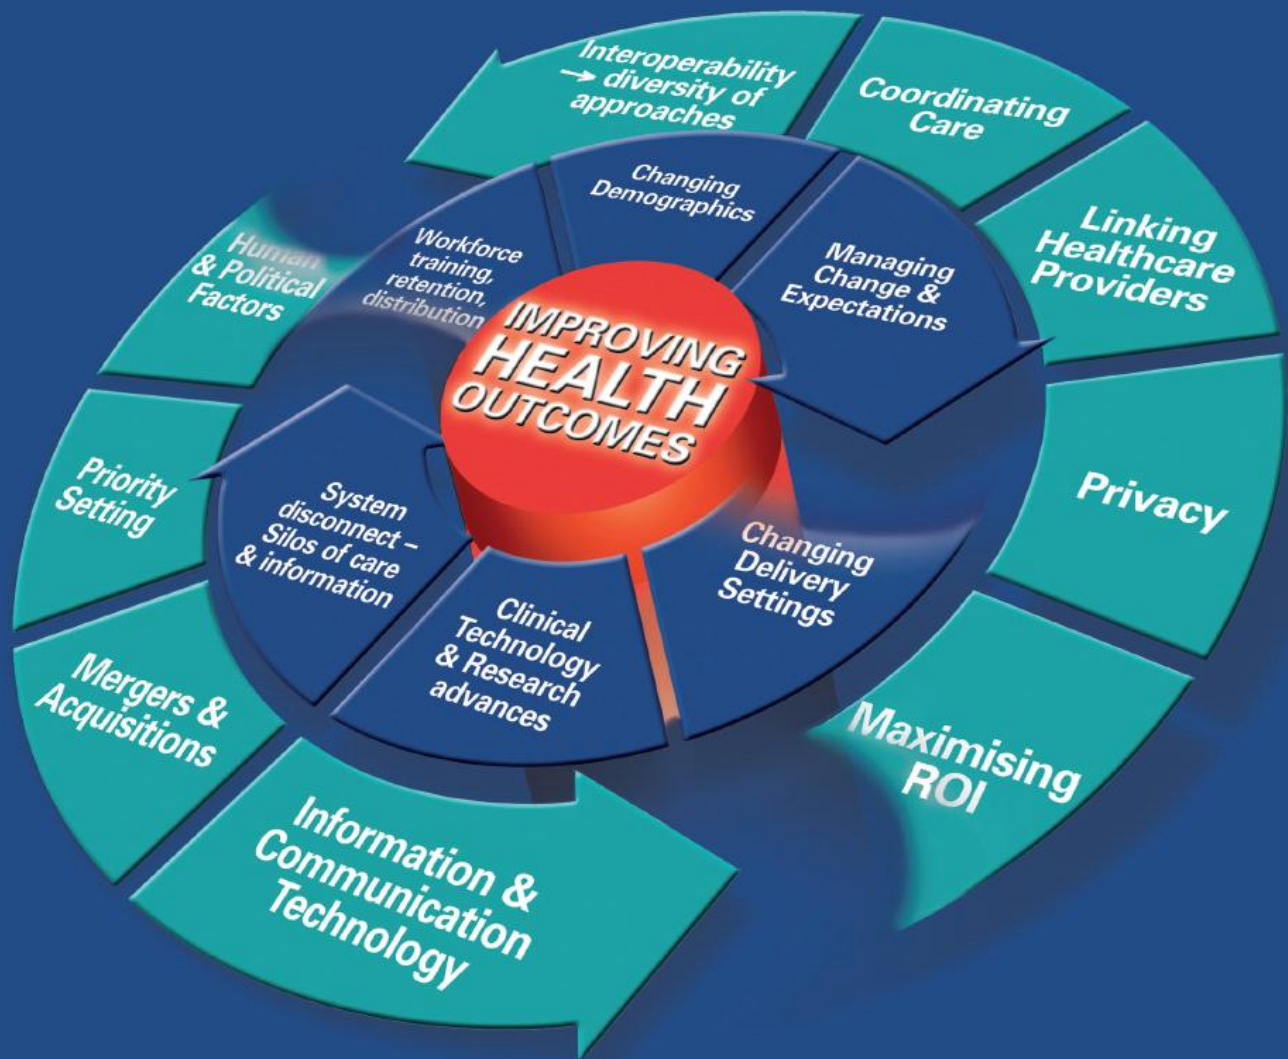 Interoperability
→ diversity of
approaches
Coordinating
Care
Linking
Healthcare
Providers
Privacy
Maximising
ROI
Information &
Communication
Technology
Mergers &
Acquisitions
Priority
Setting
Human
& Political
Factors
Changing
Demographics
Managing
Change &
Expectations
Changing
Delivery
Settings
Clinical
Technology
& Research
advances
System
disconnect –
Silos of care
& information
Workforce
training,
retention,
distribution
IMPROVING
HEALTH
OUTCOMES